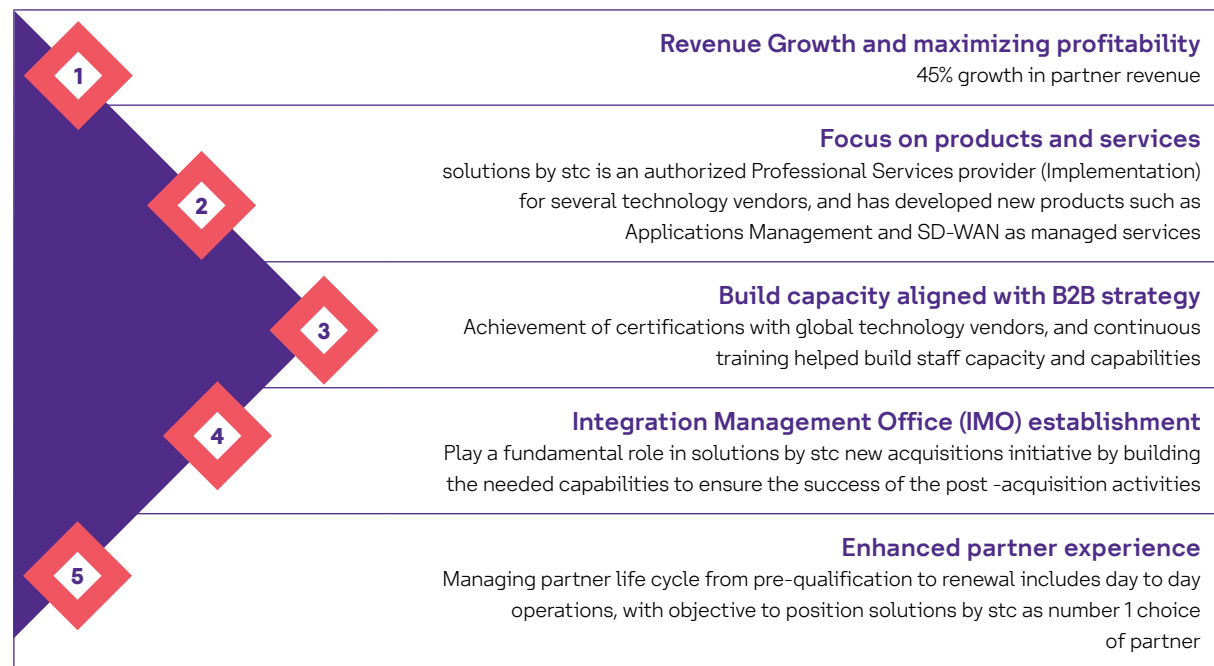 1
Revenue Growth and maximizing profitability
45% growth in partner revenue
2
Focus on products and services
solutions by stc is an authorized Professional Services provider (Implementation)
for several technology vendors, and has developed new products such as
Applications Management and SD-WAN as managed services
3
Build capacity aligned with B2B strategy
Achievement of certifications with global technology vendors, and continuous
training helped build staff capacity and capabilities
4
Integration Management Office (IMO) establishment
Play a fundamental role in solutions by stc new acquisitions initiative by building
the needed capabilities to ensure the success of the post -acquisition activities
5
Enhanced partner experience
Managing partner life cycle from pre-qualification to renewal includes day to day
operations, with objective to position solutions by stc as number 1 choice
of partner